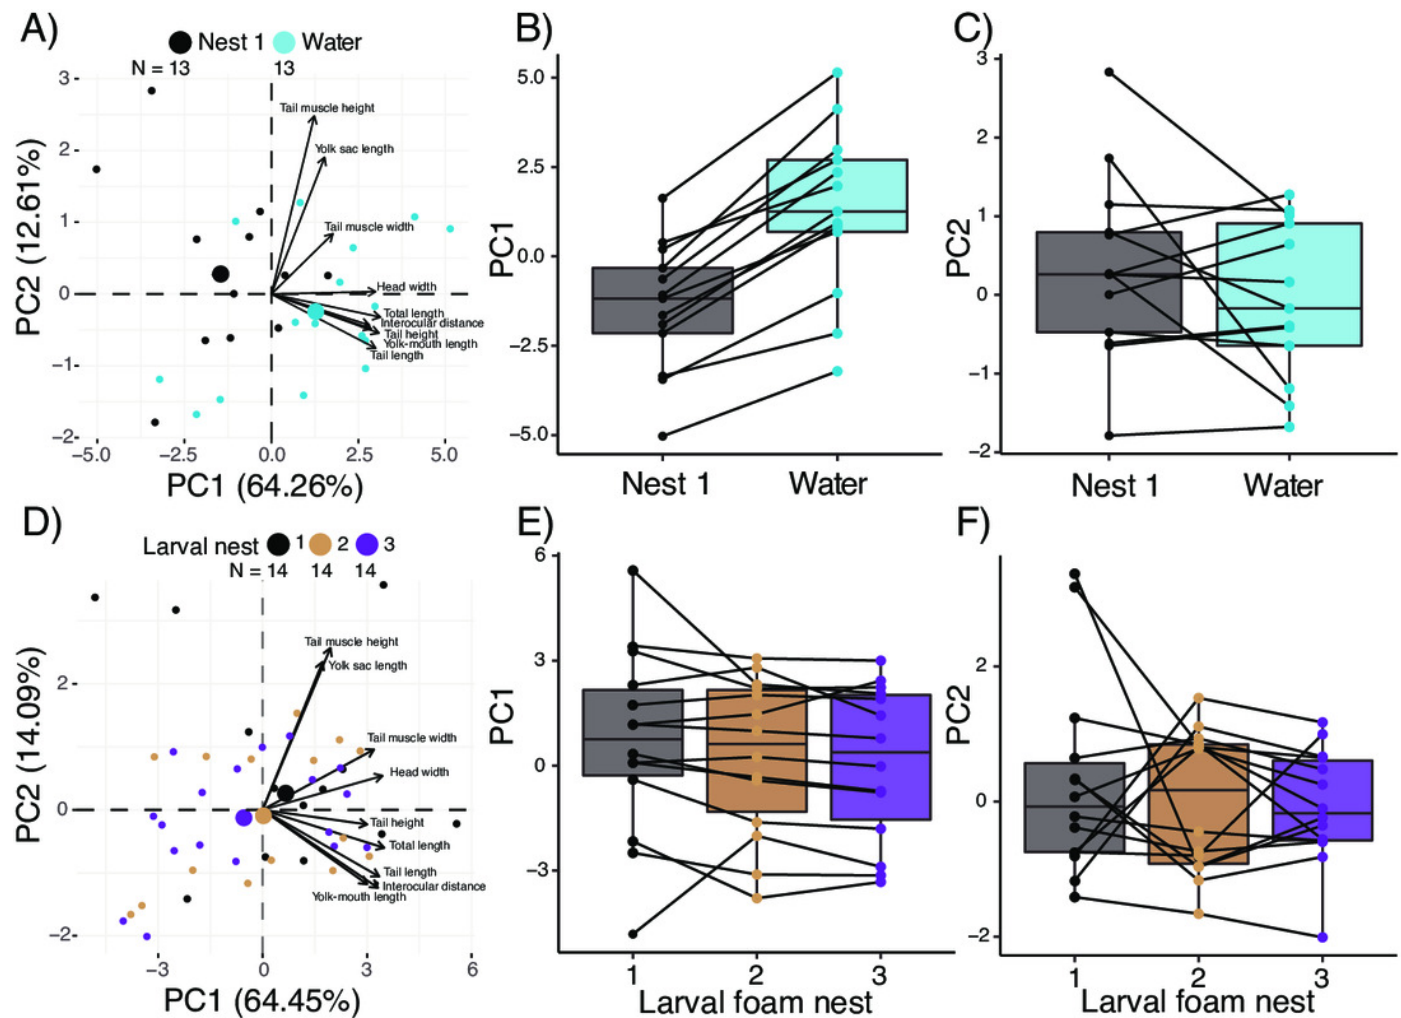 A)
Nest 1 Water
N = 13 13
3
2
1
0
−1
−2
PC2 (12.61%)
Tail muscle height
Yolk sac length
Tail muscle width
Head width
Total length
Interocular distance
Tail height
Yolk-mouth length
Tail length
−5.0 −2.5 0.0 2.5 5.0
PC1 (64.26%)
B)
5.0
2.5
0.0
−2.5
−5.0
PC1
Nest 1 Water
C)
3
2
1
0
−1
−2
PC2
Nest 1 Water
D)
Larval nest 1 2 3
N = 14 14 14
2
0
−2
PC2 (14.09%)
Tail muscle height
Yolk sac length
Tail muscle width
Head width
Tail height
Total length
Tail length
Interocular distance
Yolk-mouth length
−3 0 3 6
PC1 (64.45%)
E)
6
3
0
−3
PC1
1 2 3
Larval foam nest
F)
2
0
−2
PC2
1 2 3
Larval foam nest